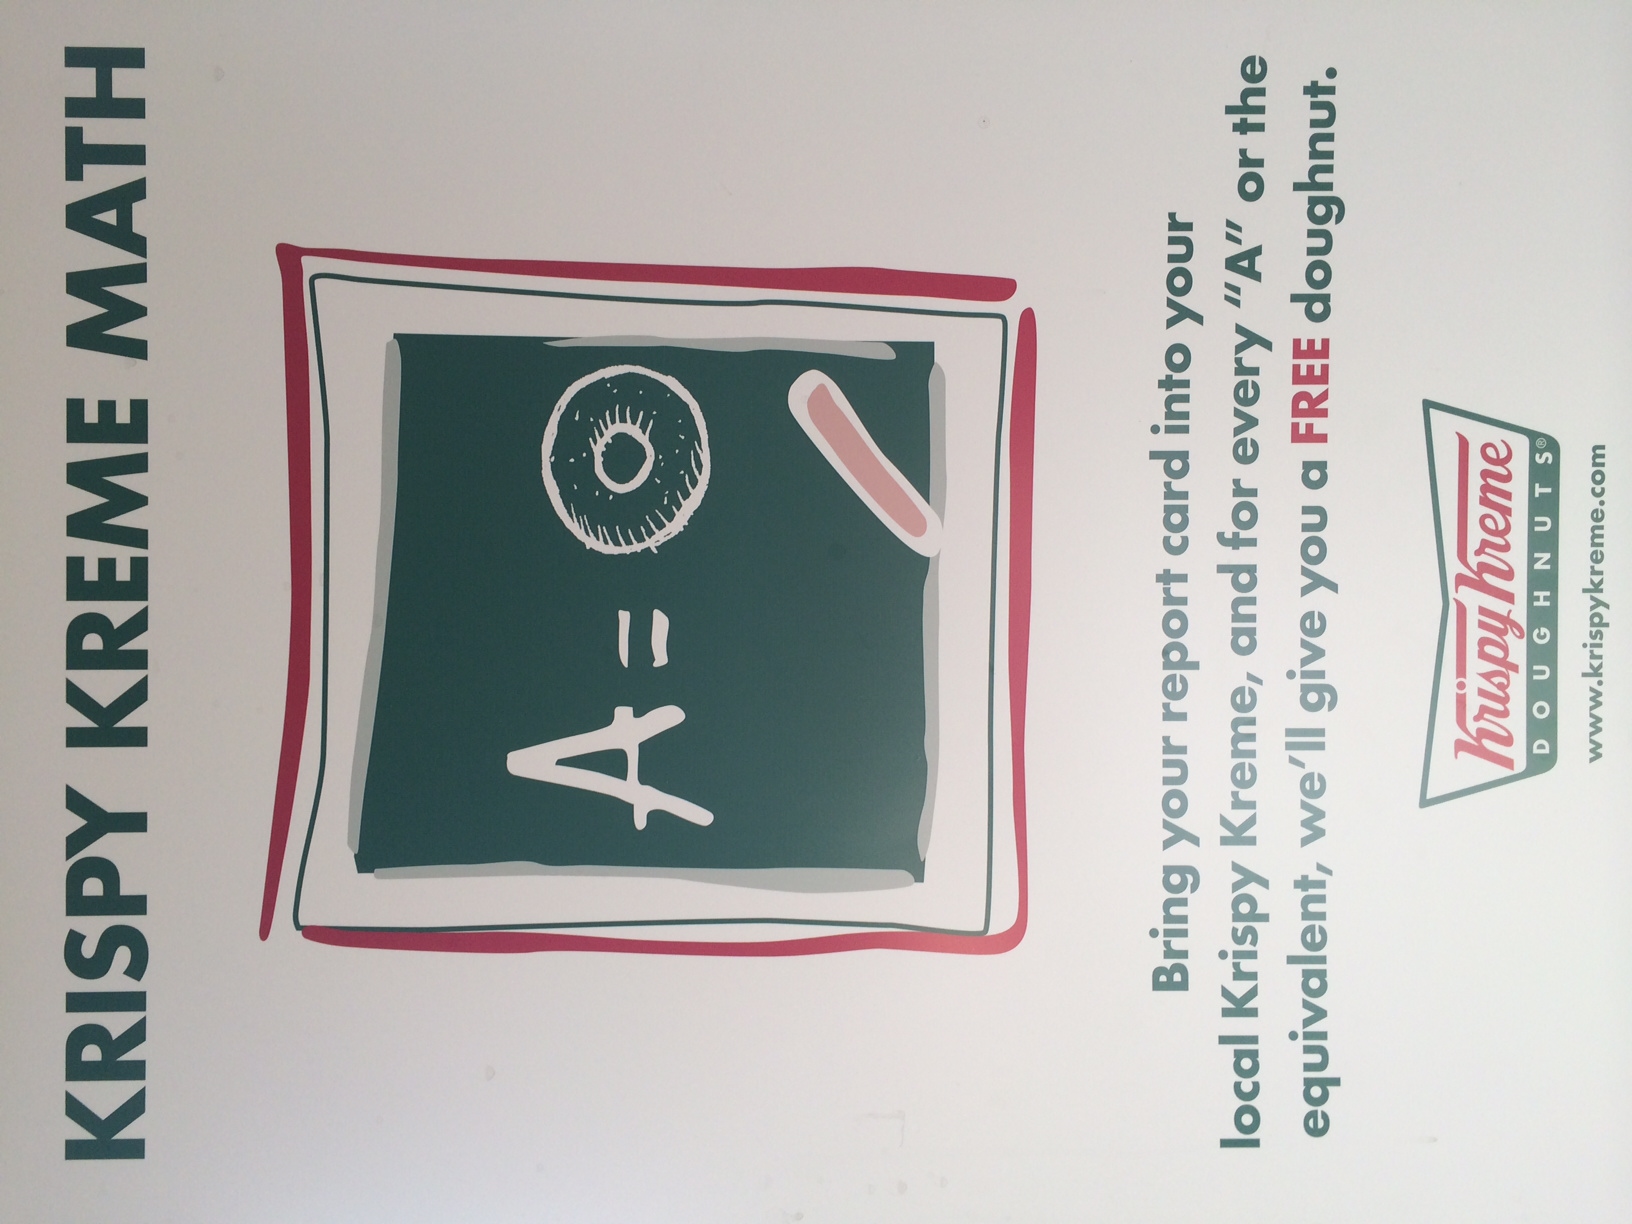 KRISPY KREME MATH
A =
Bring your report card into your
local Krispy Kreme, and for every “A” or the
equivalent, we’ll give you a FREE doughnut.
Krispy Kreme
DOUGHNUTS®
www.krispykreme.com